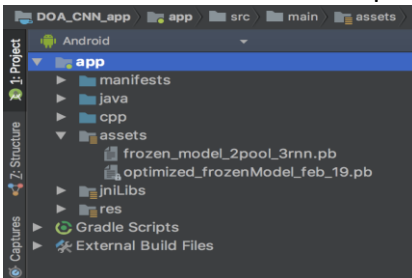 DOA_CNN_app app src main assets
Android
app
manifests
java
cpp
assets
frozen_model_2pool_3rnn.pb
optimized_frozenModel_feb_19.pb
jniLibs
res
Gradle Scripts
External Build Files
1: Project
7: Structure
Captures